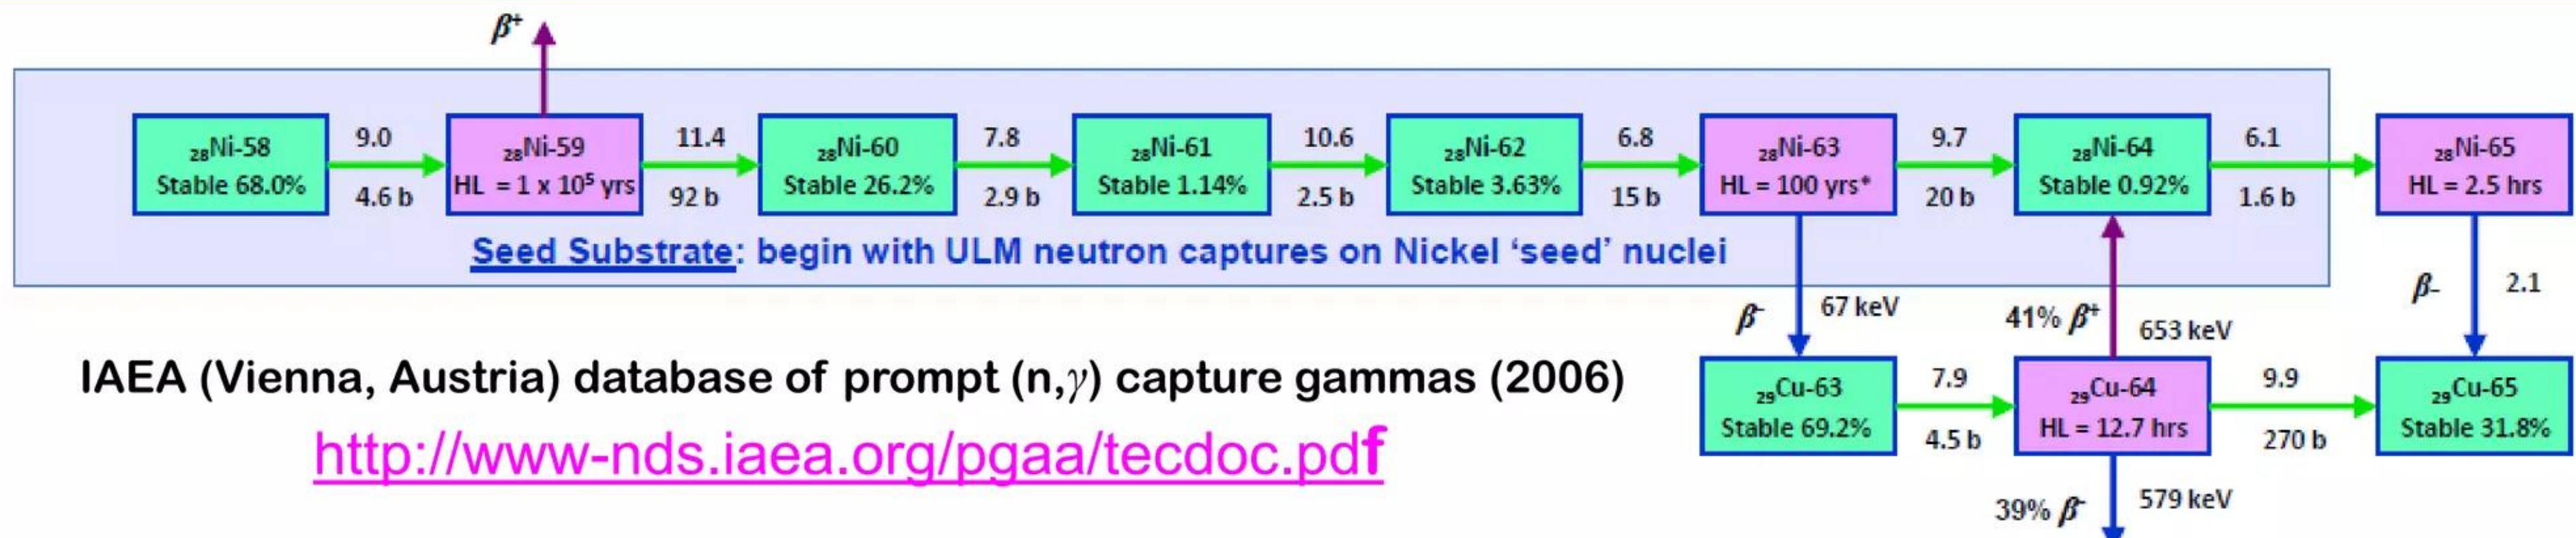 β⁺
₂₈Ni-58
Stable 68.0%
9.0
4.6 b
₂₈Ni-59
HL = 1 x 10⁵ yrs
11.4
92 b
₂₈Ni-60
Stable 26.2%
7.8
2.9 b
₂₈Ni-61
Stable 1.14%
10.6
2.5 b
₂₈Ni-62
Stable 3.63%
6.8
15 b
₂₈Ni-63
HL = 100 yrs*
9.7
20 b
₂₈Ni-64
Stable 0.92%
6.1
1.6 b
₂₈Ni-65
HL = 2.5 hrs
Seed Substrate: begin with ULM neutron captures on Nickel ‘seed’ nuclei
β⁻
67 keV
41% β⁺
653 keV
β₋
2.1
IAEA (Vienna, Austria) database of prompt (n,γ) capture gammas (2006)
http://www-nds.iaea.org/pgaa/tecdoc.pdf
₂₉Cu-63
Stable 69.2%
7.9
4.5 b
₂₉Cu-64
HL = 12.7 hrs
9.9
270 b
₂₉Cu-65
Stable 31.8%
39% β⁻
579 keV